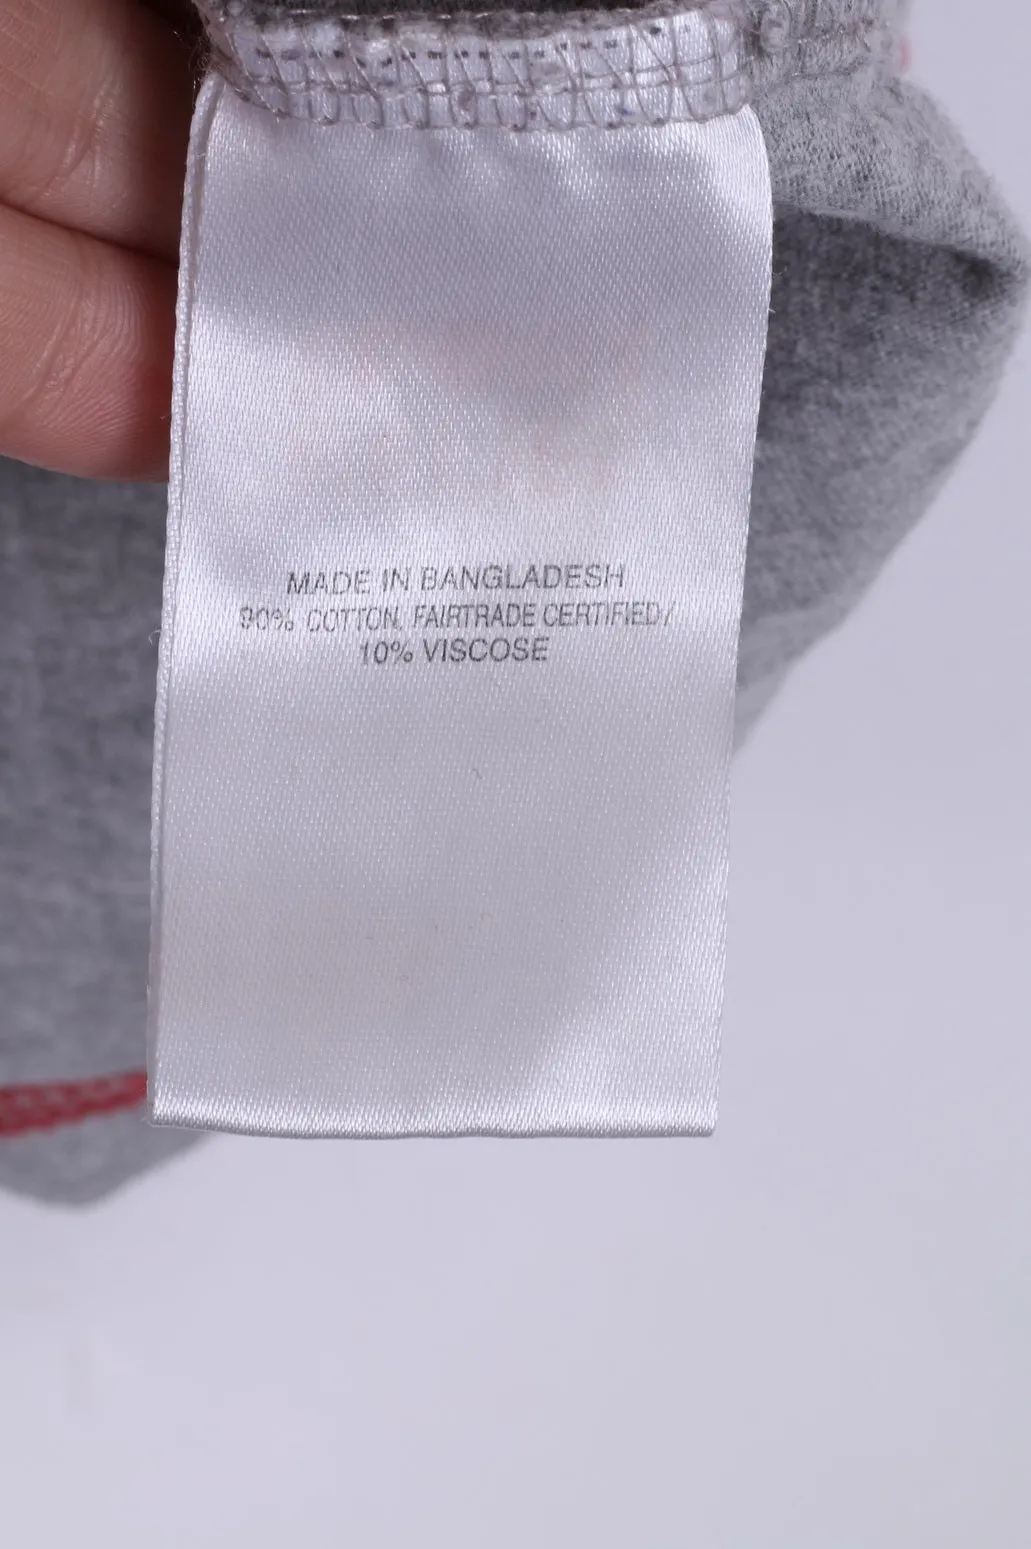 MADE IN BANGLADESH
90% COTTON, FAIRTRADE CERTIFIED/
10% VISCOSE